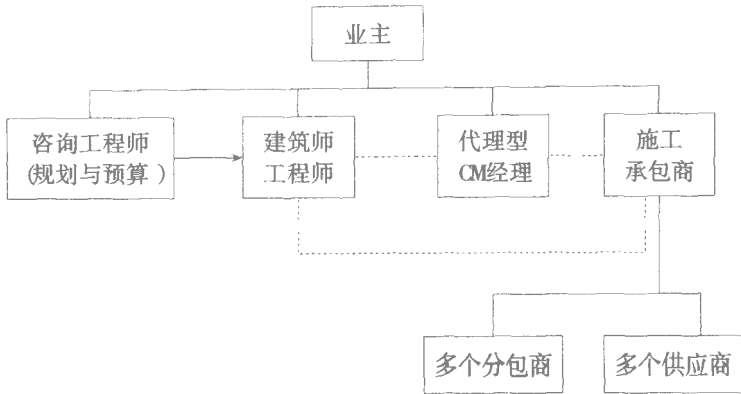 业主
咨询工程师
(规划与预算)
建筑师
工程师
代理型
CM经理
施工
承包商
多个分包商
多个供应商